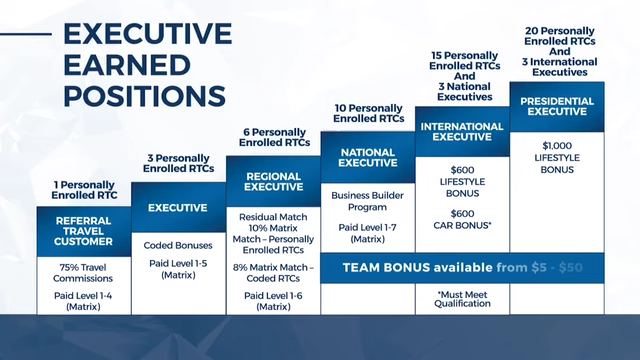 EXECUTIVE
EARNED
POSITIONS
1 Personally
Enrolled RTC
REFERRAL
TRAVEL
CUSTOMER
75% Travel
Commissions
Paid Level 1-4
(Matrix)
3 Personally
Enrolled RTCs
EXECUTIVE
Coded Bonuses
Paid Level 1-5
(Matrix)
6 Personally
Enrolled RTCs
REGIONAL
EXECUTIVE
Residual Match
10% Matrix
Match – Personally
Enrolled RTCs
8% Matrix Match –
Coded RTCs
Paid Level 1-6
(Matrix)
10 Personally
Enrolled RTCs
NATIONAL
EXECUTIVE
Business Builder
Program
Paid Level 1-7
(Matrix)
15 Personally
Enrolled RTCs
And
3 National
Executives
INTERNATIONAL
EXECUTIVE
$600
LIFESTYLE
BONUS
$600
CAR BONUS*
20 Personally
Enrolled RTCs
And
3 International
Executives
PRESIDENTIAL
EXECUTIVE
$1,000
LIFESTYLE
BONUS
TEAM BONUS available from $5 - $50
*Must Meet
Qualification